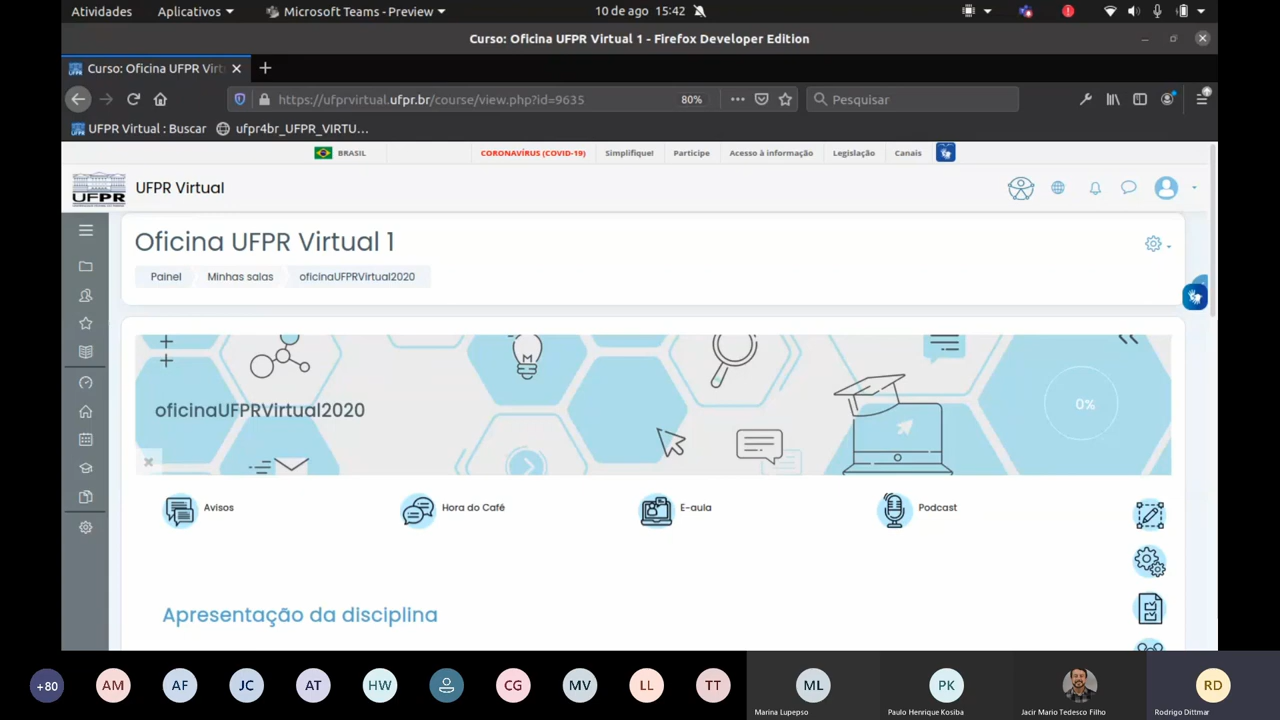 Atividades Aplicativos Microsoft Teams - Preview 10 de ago 15:42
Curso: Oficina UFPR Virtual 1 - Firefox Developer Edition
Curso: Oficina UFPR Virt
https://ufprvirtual.ufpr.br/course/view.php?id=9635 80% Pesquisar
UFPR Virtual : Buscar ufpr4br_UFPR_VIRTU...
BRASIL CORONAVÍRUS (COVID-19) Simplifique! Participe Acesso à informação Legislação Canais
UFPR UFPR Virtual
Oficina UFPR Virtual 1
Painel Minhas salas oficinaUFPRVirtual2020
oficinaUFPRVirtual2020 0%
Avisos Hora do Café E-aula Podcast
Apresentação da disciplina
+80 AM AF JC AT HW CG MV LL TT ML PK RD
Marina Lupepso Paulo Henrique Kosiba Jacir Mario Tedesco Filho Rodrigo Dittmar